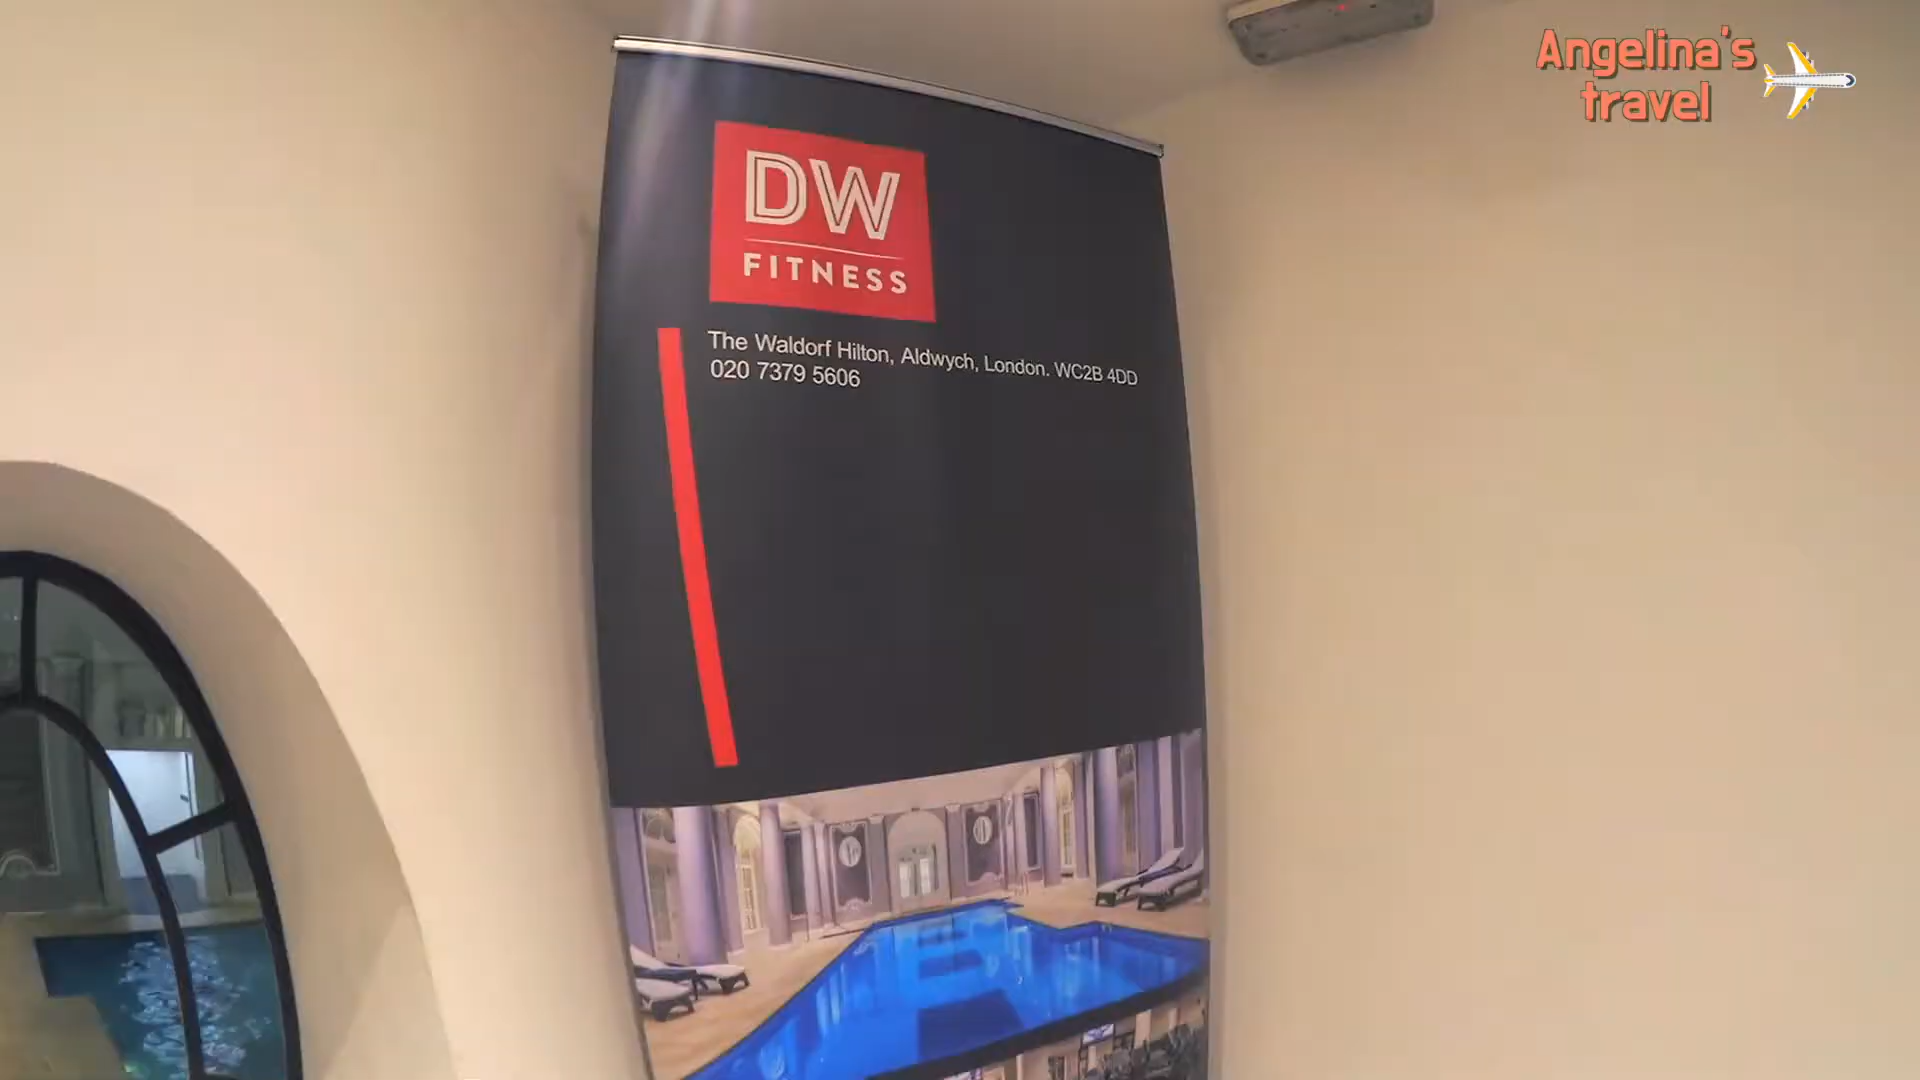 Angelina's
travel
DW
FITNESS
The Waldorf Hilton, Aldwych, London. WC2B 4DD
020 7379 5606